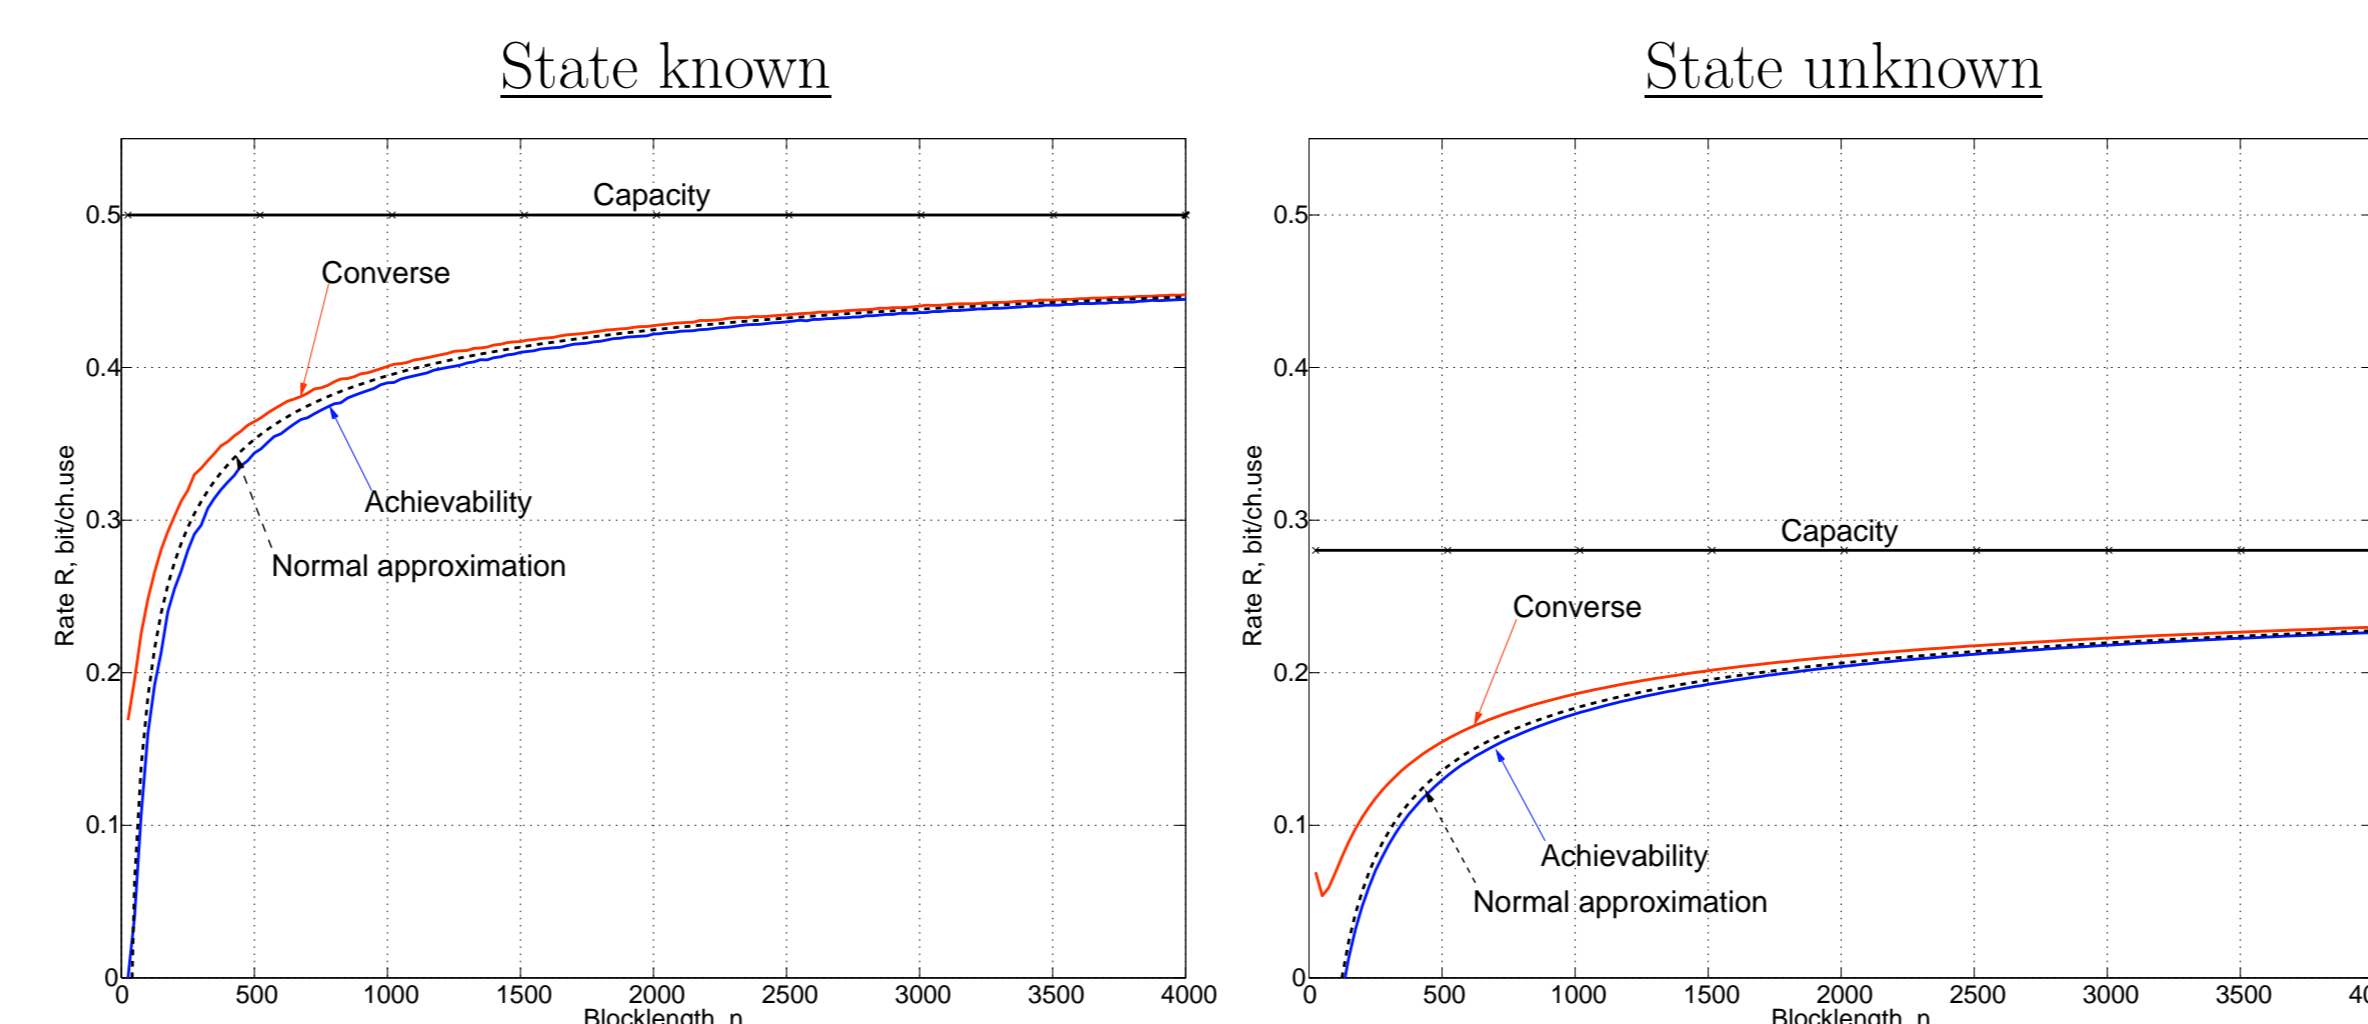 State known
State unknown
Capacity
0.5
Converse
0.4
Achievability
0.3
Normal approximation
Rate R, bit/ch.use
0.2
0.1
0
0 500 1000 1500 2000 2500 3000 3500 4000
Blocklength, n
0.5
0.4
0.3
Capacity
Converse
Rate R, bit/ch.use
0.2
0.1
Achievability
Normal approximation
0
0 500 1000 1500 2000 2500 3000 3500
Blocklength, n